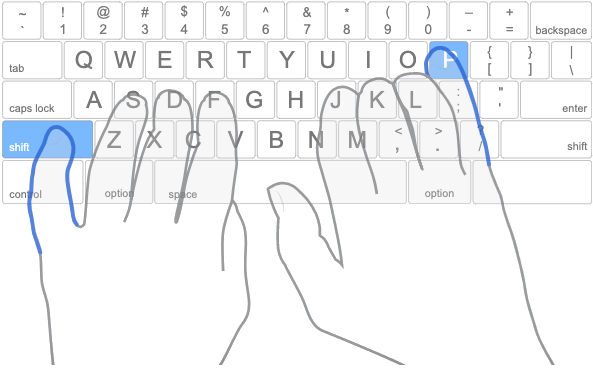 ~ ! @ # $ % ^ & * ( ) – +
` 1 2 3 4 5 6 7 8 9 0 - = backspace
tab Q W E R T Y U I O P { [ } ] | \
caps lock A S D F G H J K L : ; " ' enter
shift Z X C V B N M < , > . ? / shift
control option space option